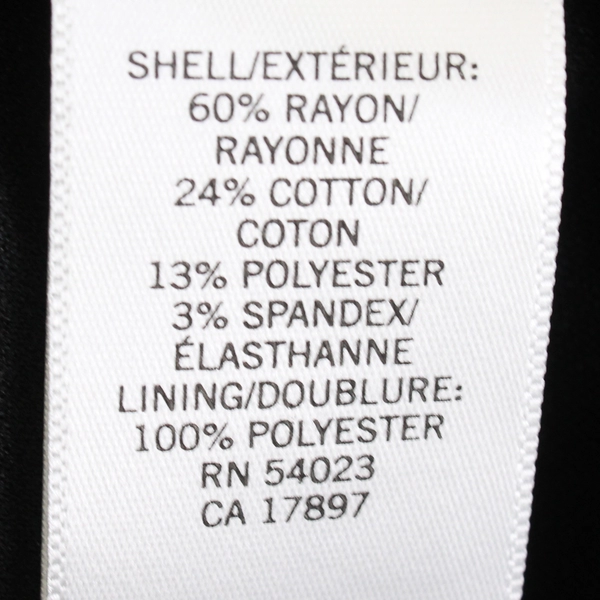 SHELL/EXTÉRIEUR:
60% RAYON/
RAYONNE
24% COTTON/
COTON
13% POLYESTER
3% SPANDEX/
ÉLASTHANNE
LINING/DOUBLURE:
100% POLYESTER
RN 54023
CA 17897